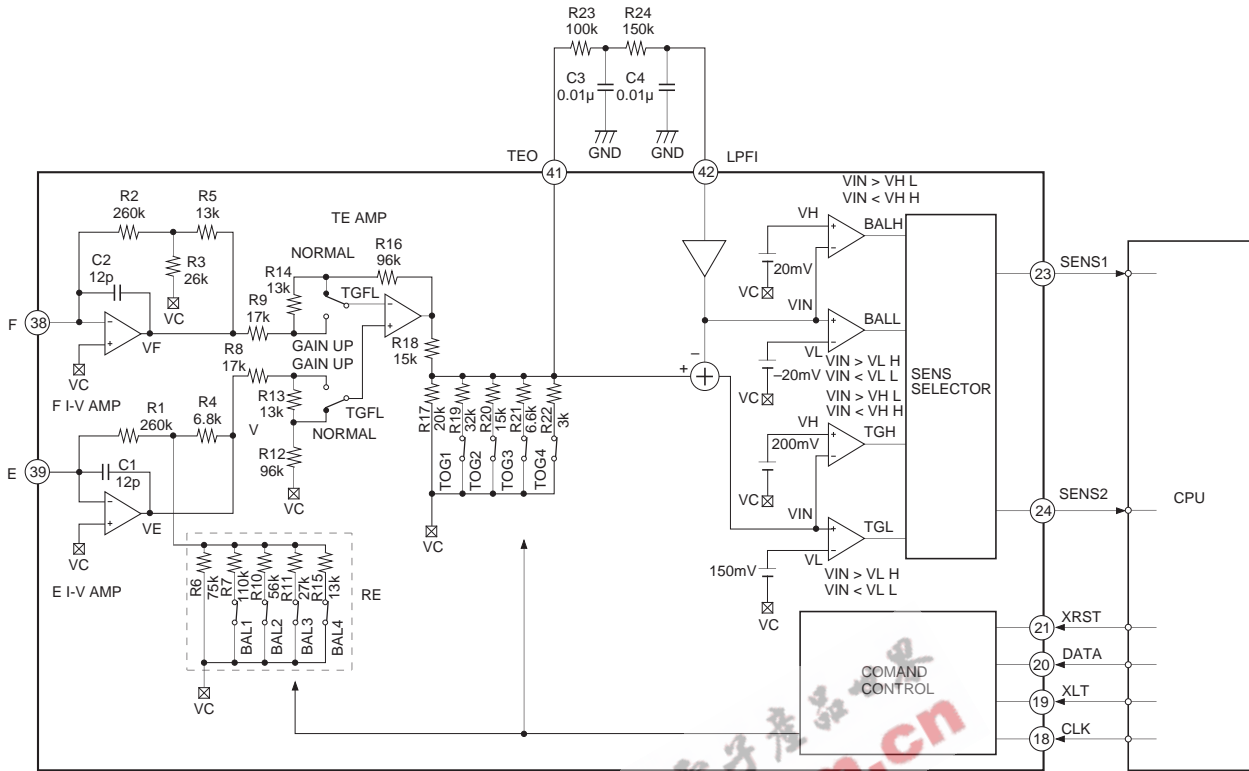 R23
100k
R24
150k
C3
0.01µ
C4
0.01µ
GND
GND
TEO
41
42
LPFI
R2
260k
R5
13k
R3
26k
VC
C2
12p
F
38
VC
VF
F I-V AMP
R9
17k
R8
17k
R14
13k
NORMAL
TE AMP
R16
96k
TGFL
GAIN UP
GAIN UP
R13
13k
V
TGFL
NORMAL
R12
96k
VC
R18
15k
R1
260k
R4
6.8k
E
39
C1
12p
VC
VE
E I-V AMP
R17
20k
R19
32k
R20
15k
R21
6.6k
R22
3k
TOG1
TOG2
TOG3
TOG4
VC
R6
75k
R7
110k
R10
56k
R11
27k
R15
13k
BAL1
BAL2
BAL3
BAL4
RE
VC
VIN > VH L
VIN < VH H
VH
BALH
20mV
VC
VIN
BALL
VL
–20mV
VC
VIN > VL H
VIN < VL L
VIN > VH L
VIN < VH H
VH
TGH
200mV
VC
VIN
TGL
VL
150mV
VC
VIN > VL H
VIN < VL L
SENS
SELECTOR
23
SENS1
24
SENS2
CPU
COMAND
CONTROL
21
XRST
20
DATA
19
XLT
18
CLK
+
−
+
子產品世界
m.cn